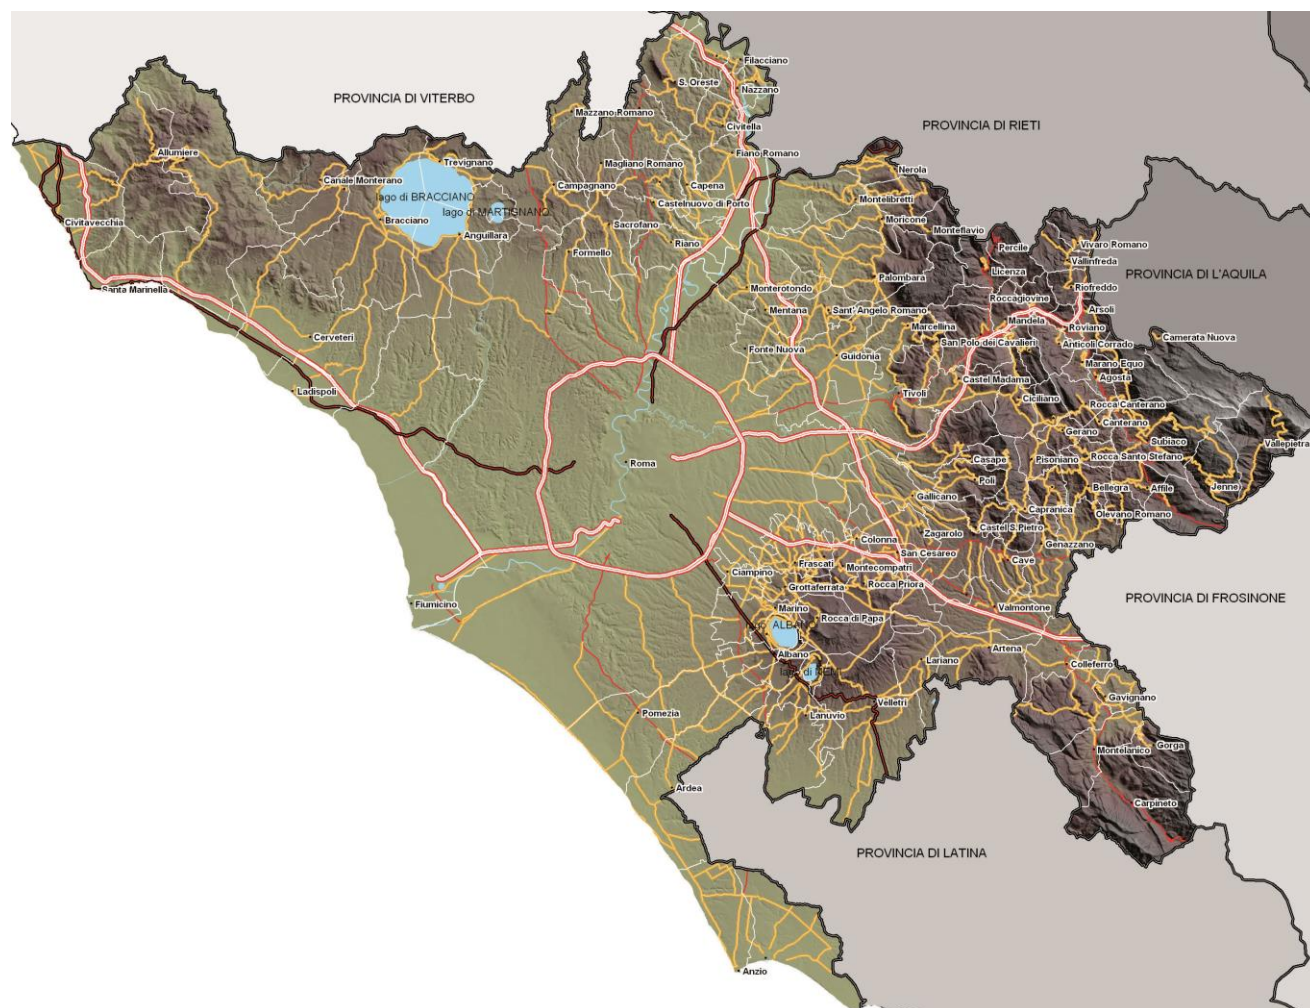 Filacciano
S. Oreste
Nazzano
PROVINCIA DI VITERBO
Mazzano Romano
Civitella
PROVINCIA DI RIETI
Allumiere
Trevignano
Magliano Romano
Fiano Romano
Nerola
Canale Monterano
Campagnano
Capena
lago di BRACCIANO
Castelnuovo di Porto
Montelibretti
lago di MARTIGNANO
Civitavecchia
Bracciano
Sacrofano
Moricone
Anguillara
Riano
Monteflavio
Percile
Vivaro Romano
Formello
Vallinfreda
Licenza
PROVINCIA DI L'AQUILA
Palombara
Santa Marinella
Monterotondo
Riofreddo
Roccagiovine
Mentana
Sant' Angelo Romano
Arsoli
Mandela
Marcellina
Roviano
Cerveteri
San Polo dei Cavalieri
Anticoli Corrado
Camerata Nuova
Fonte Nuova
Guidonia
Marano Equo
Agosta
Castel Madama
Ladispoli
Tivoli
Ciciliano
Rocca Canterano
Canterano
Gerano
Subiaco
Vallepietra
Roma
Casape
Pisoniano
Rocca Santo Stefano
Poli
Bellegra
Affile
Jenne
Gallicano
Capranica
Olevano Romano
Castel S.Pietro
Zagarolo
Colonna
Genazzano
San Cesareo
Cave
Frascati
Montecompatri
Ciampino
Rocca Priora
Grottaferrata
Fiumicino
Marino
Valmontone
PROVINCIA DI FROSINONE
Rocca di Papa
ALBANO
Albano
Artena
Lariano
Colleferro
lago di NEMI
Gavignano
Velletri
Pomezia
Lanuvio
Gorga
Montelanico
Ardea
Carpineto
PROVINCIA DI LATINA
Anzio